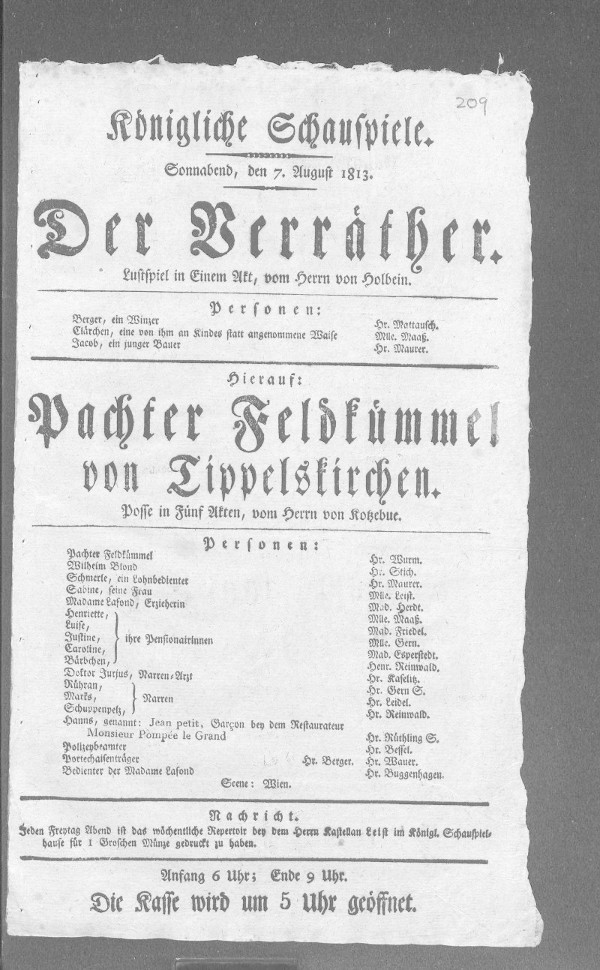 209
Königliche Schauspiele.
Sonnabend, den 7. August 1813.
Der Verräther.
Lustspiel in Einem Akt, vom Herrn von Holbein.
Personen:
Berger, ein Winzer Hr. Mattausch.
Clärchen, eine von ihm an Kindes statt angenommene Waise Mlle. Maaß.
Jacob, ein junger Bauer Hr. Maurer.
Hierauf:
Pachter Feldkümmel
von Tippelskirchen.
Posse in Fünf Akten, vom Herrn von Kotzebue.
Personen:
Pachter Feldkümmel Hr. Wurm.
Wilhelm Blond Hr. Stich.
Schmerle, ein Lohnbedienter Hr. Maurer.
Sabine, seine Frau Mlle. Leist.
Madame Lafond, Erzieherin Mad. Herdt.
Henriette, Mlle. Maaß.
Luise, Mad. Friedel.
Justine, ihre Pensionairinnen Mlle. Gern.
Caroline, Mad. Esperstedt.
Bärbchen, Henr. Reinwald.
Doktor Jurjus, Narren-Arzt Hr. Kaselitz.
Rühran, Hr. Gern S.
Marks, Narren Hr. Leidel.
Schuppenpelz, Hr. Reinwald.
Hanns, genannt: Jean petit, Garçon bey dem Restaurateur
Monsieur Pompée le Grand Hr. Rüthling S.
Polizeybeamter Hr. Bessel.
Portechaisenträger Hr. Berger. Hr. Wauer.
Bedienter der Madame Lafond Hr. Buggenhagen.
Scene: Wien.
Nachricht.
Jeden Freytag Abend ist das wöchentliche Repertoir bey dem Herrn Kastellan Leist im Königl. Schauspiel-
hause für 1 Groschen Münze gedruckt zu haben.
Anfang 6 Uhr; Ende 9 Uhr.
Die Kasse wird um 5 Uhr geöffnet.